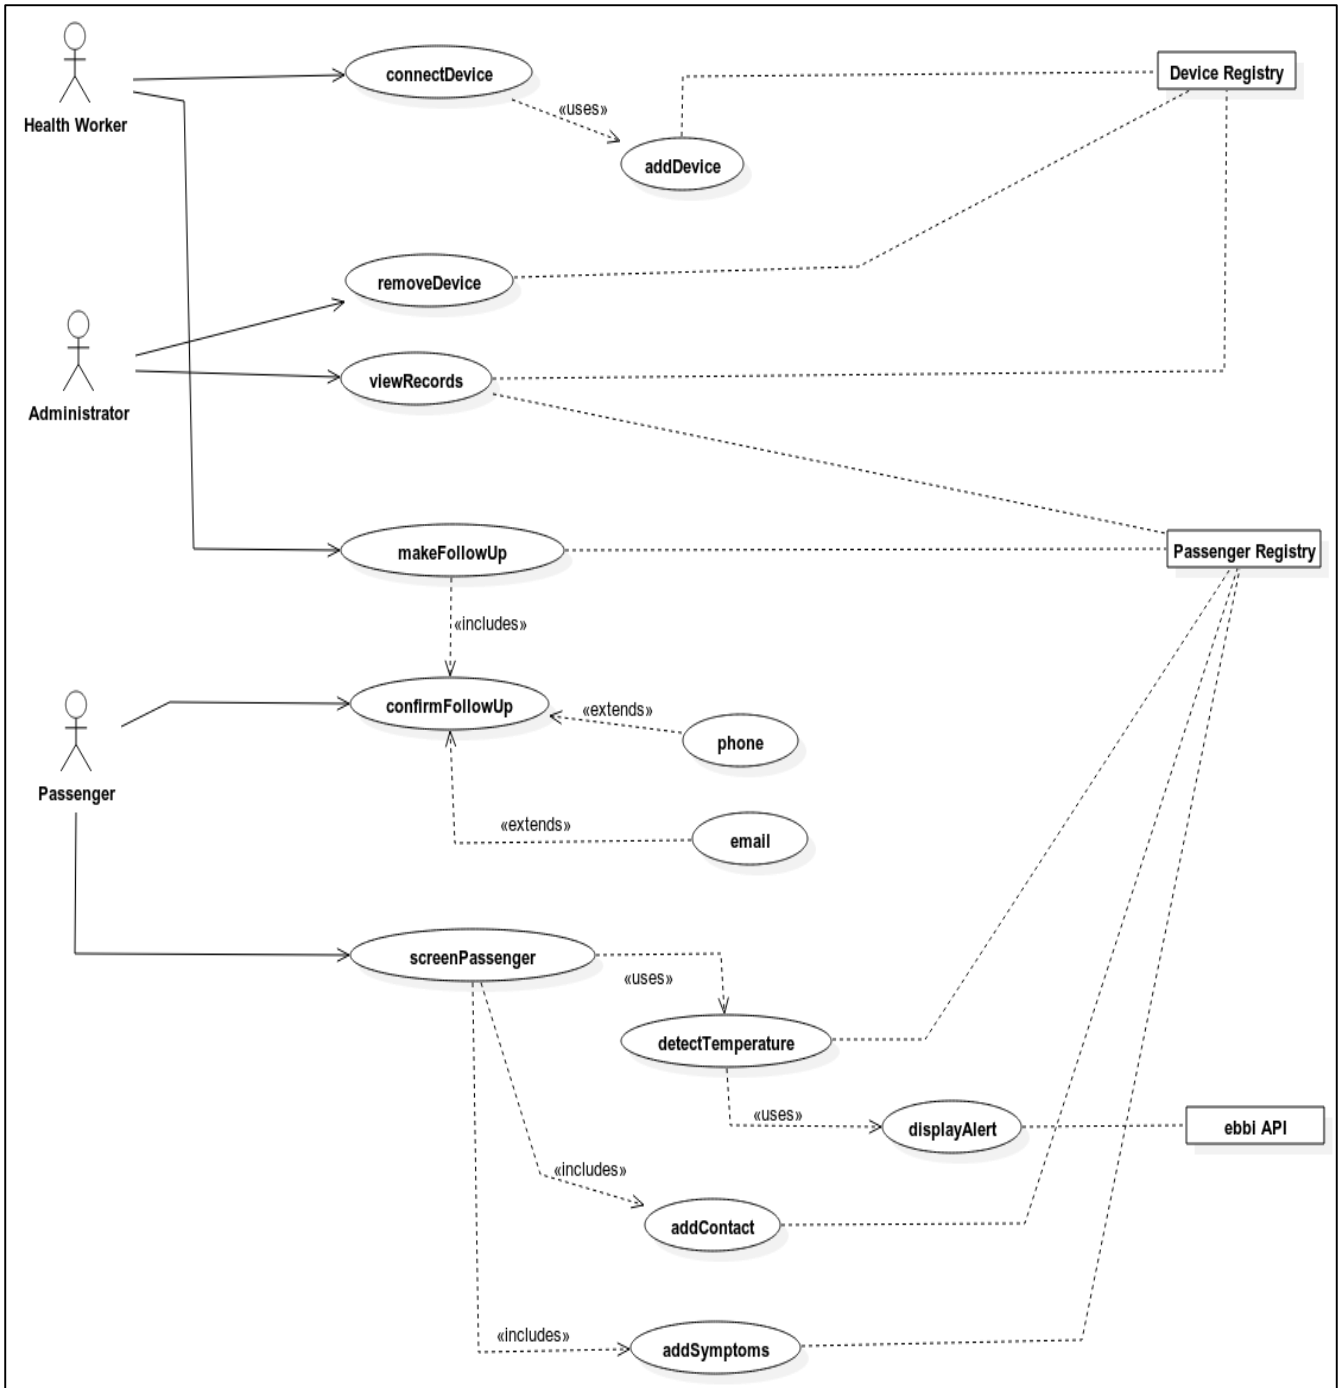 connectDevice
Device Registry
«uses»
Health Worker
addDevice
removeDevice
viewRecords
Administrator
makeFollowUp
Passenger Registry
«includes»
confirmFollowUp
«extends»
phone
Passenger
«extends»
email
screenPassenger
«uses»
detectTemperature
«uses»
displayAlert
ebbi API
«includes»
addContact
«includes»
addSymptoms